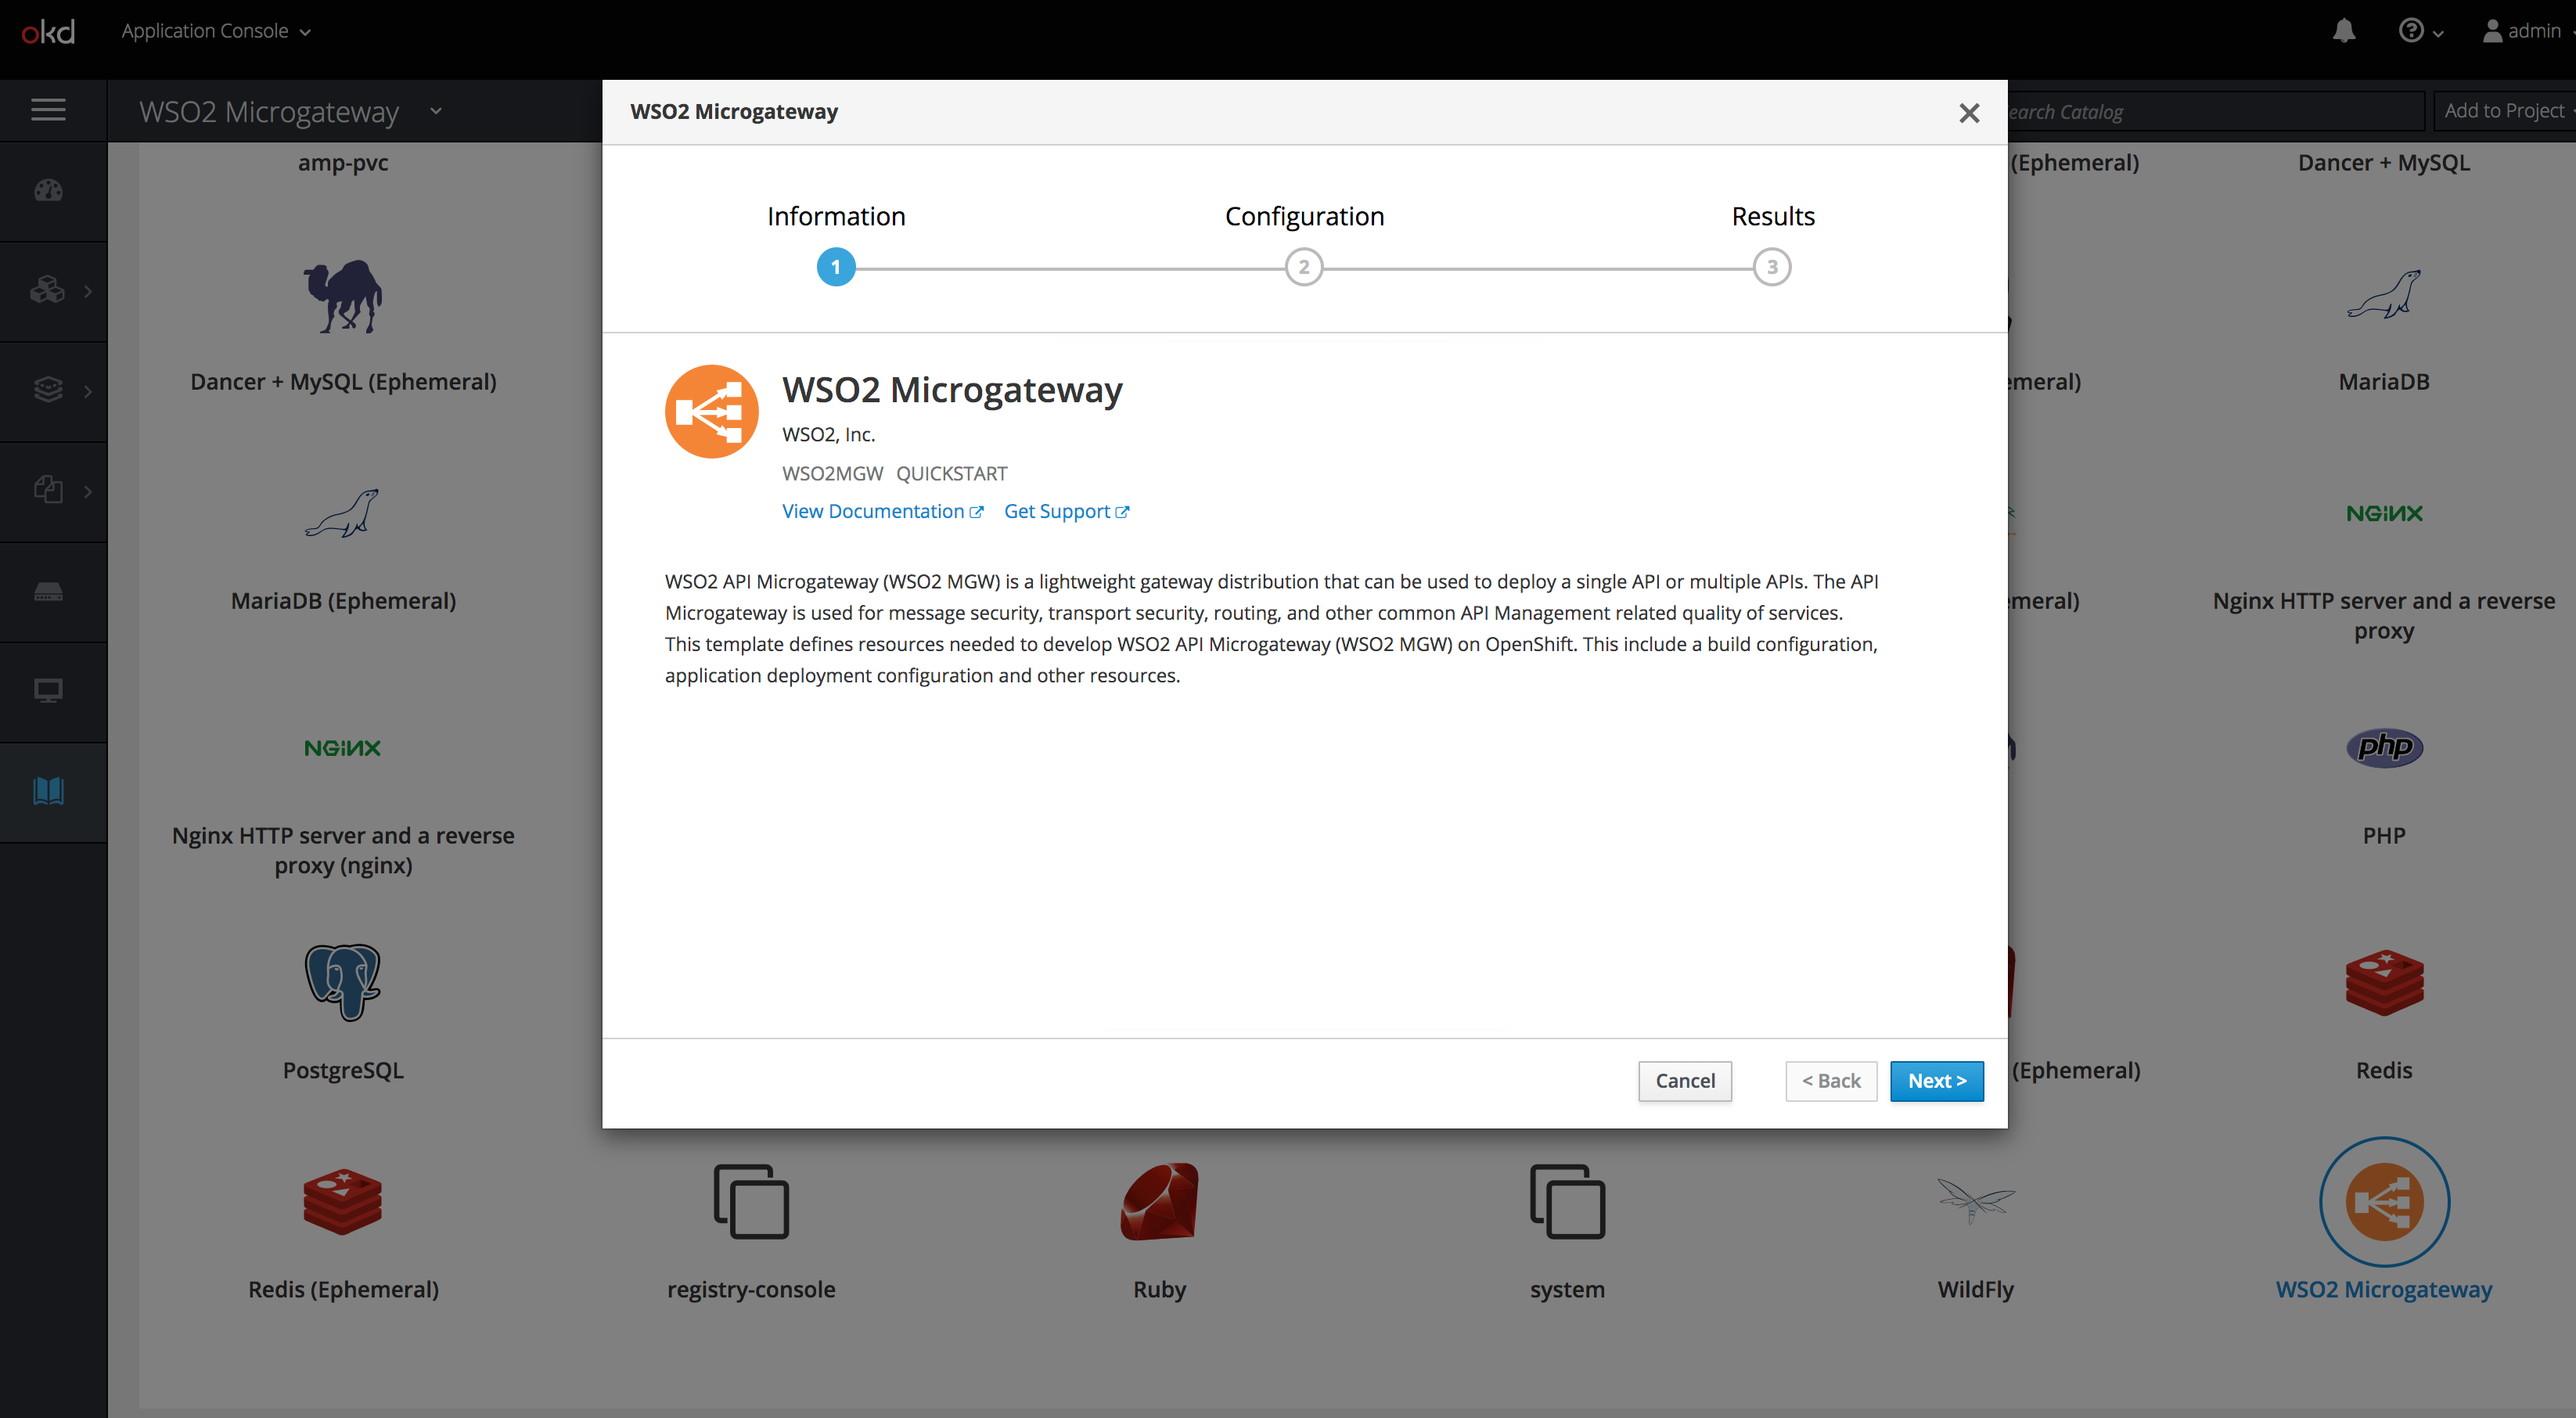 okd
Application Console
admin
WSO2 Microgateway
WSO2 Microgateway
earch Catalog
Add to Project
amp-pvc
(Ephemeral)
Dancer + MySQL
Information
Configuration
Results
1
2
3
Dancer + MySQL (Ephemeral)
emeral)
MariaDB
WSO2 Microgateway
WSO2, Inc.
WSO2MGW QUICKSTART
View Documentation
Get Support
NGINX
WSO2 API Microgateway (WSO2 MGW) is a lightweight gateway distribution that can be used to deploy a single API or multiple APIs. The API
Microgateway is used for message security, transport security, routing, and other common API Management related quality of services.
This template defines resources needed to develop WSO2 API Microgateway (WSO2 MGW) on OpenShift. This include a build configuration,
application deployment configuration and other resources.
MariaDB (Ephemeral)
meral)
Nginx HTTP server and a reverse
proxy
NGINX
php
Nginx HTTP server and a reverse
proxy (nginx)
PHP
PostgreSQL
(Ephemeral)
Redis
Cancel
< Back
Next >
Redis (Ephemeral)
registry-console
Ruby
system
WildFly
WSO2 Microgateway